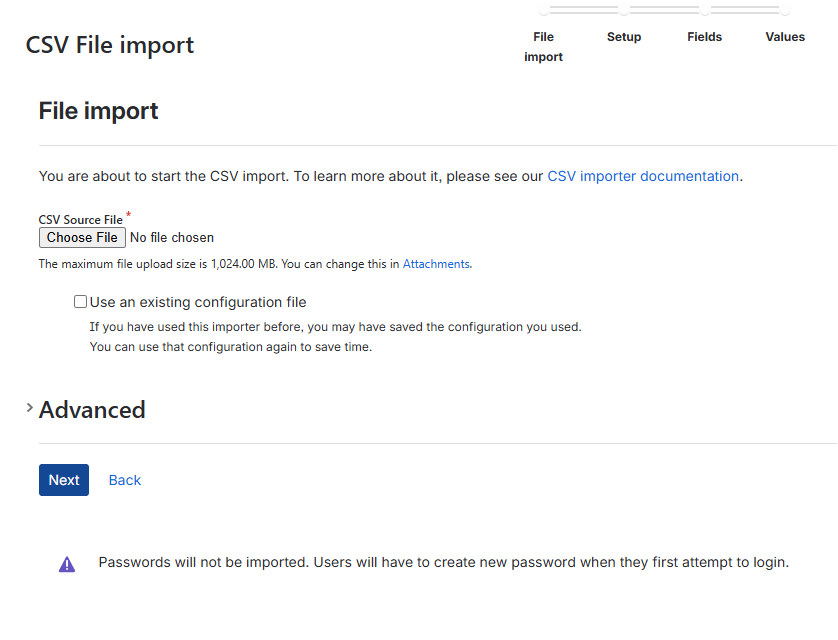 CSV File import
File import
Setup
Fields
Values
File import
You are about to start the CSV import. To learn more about it, please see our CSV importer documentation.
CSV Source File *
Choose File No file chosen
The maximum file upload size is 1,024.00 MB. You can change this in Attachments.
Use an existing configuration file
If you have used this importer before, you may have saved the configuration you used.
You can use that configuration again to save time.
Advanced
Next Back
Passwords will not be imported. Users will have to create new password when they first attempt to login.